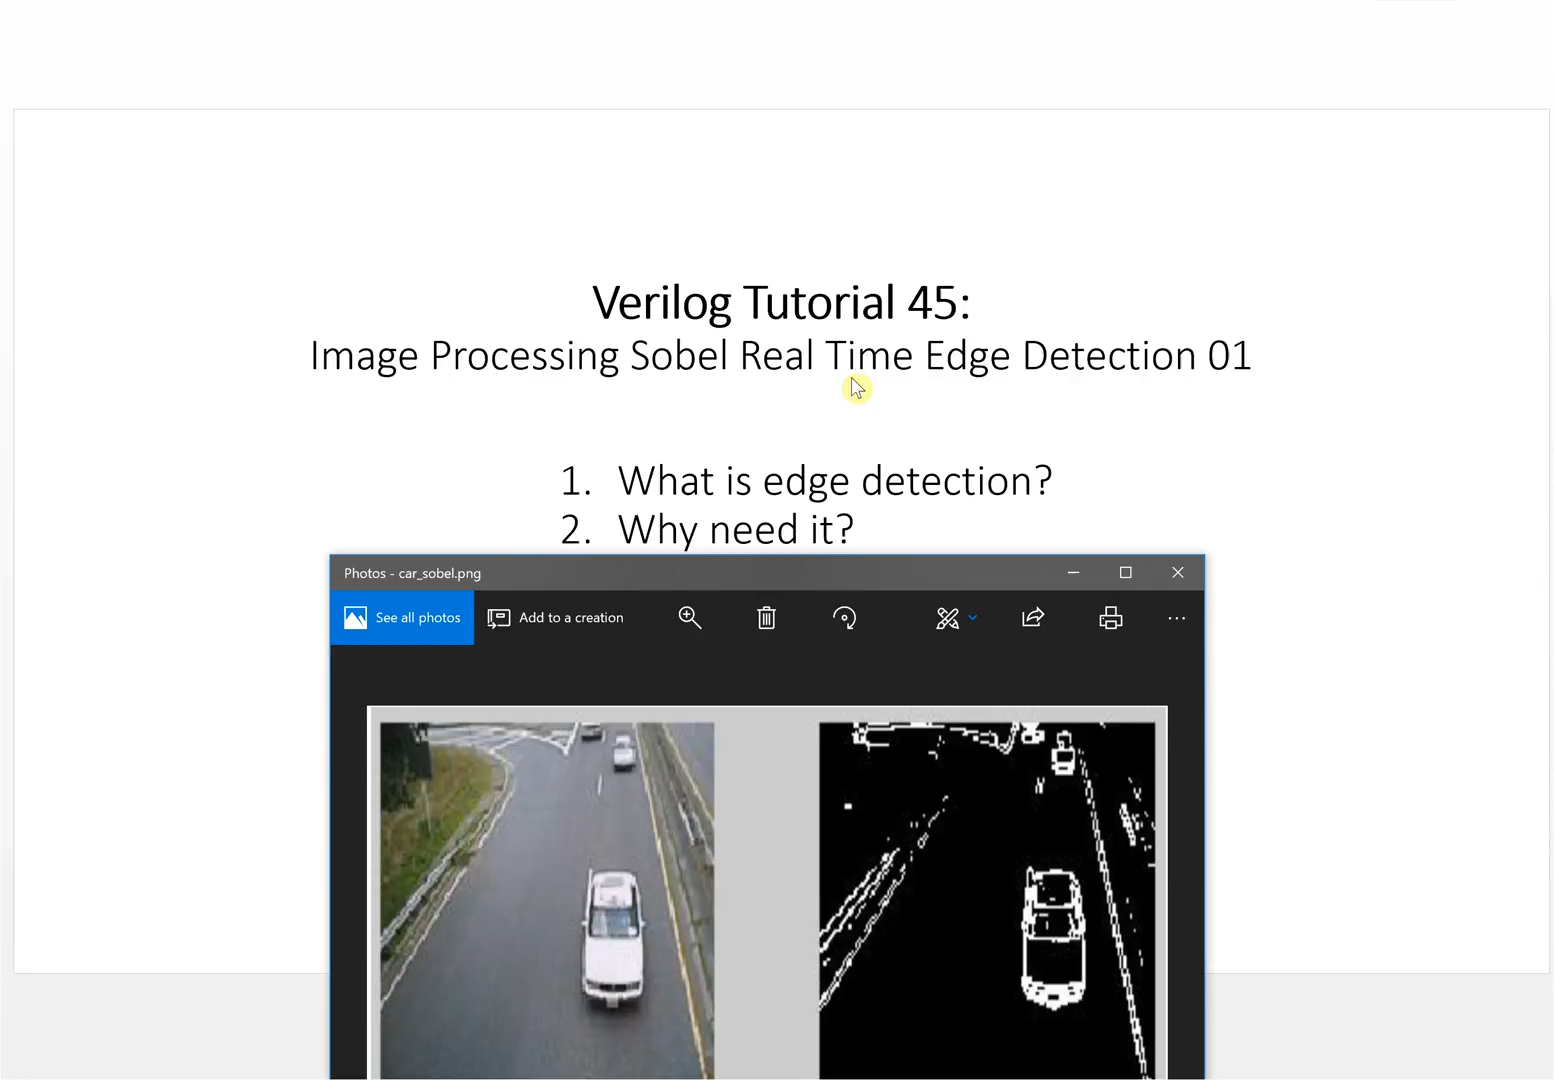 Verilog Tutorial 45:
Image Processing Sobel Real Time Edge Detection 01
1. What is edge detection?
2. Why need it?
Photos - car_sobel.png
See all photos
Add to a creation